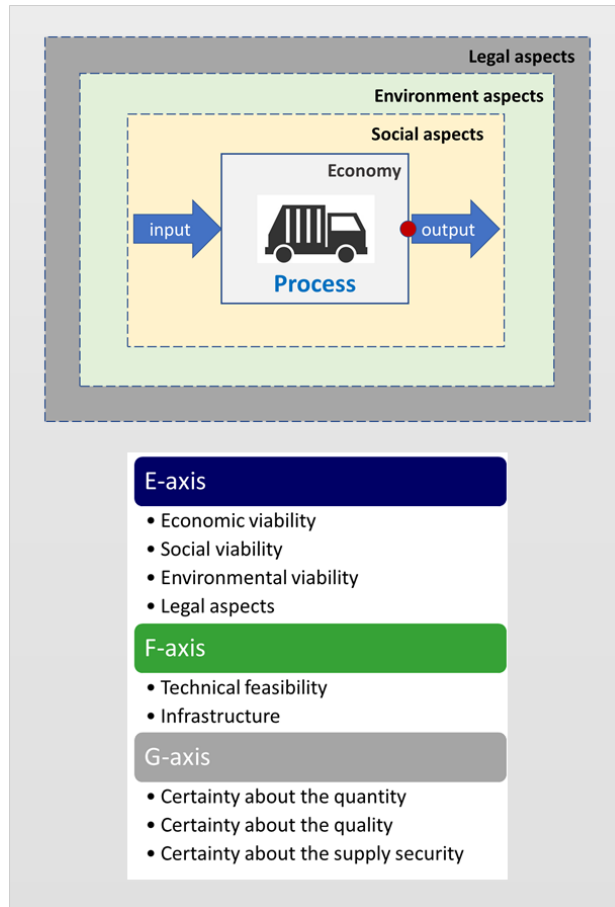 Legal aspects
Environment aspects
Social aspects
Economy
input
output
Process
E-axis
• Economic viability
• Social viability
• Environmental viability
• Legal aspects
F-axis
• Technical feasibility
• Infrastructure
G-axis
• Certainty about the quantity
• Certainty about the quality
• Certainty about the supply security